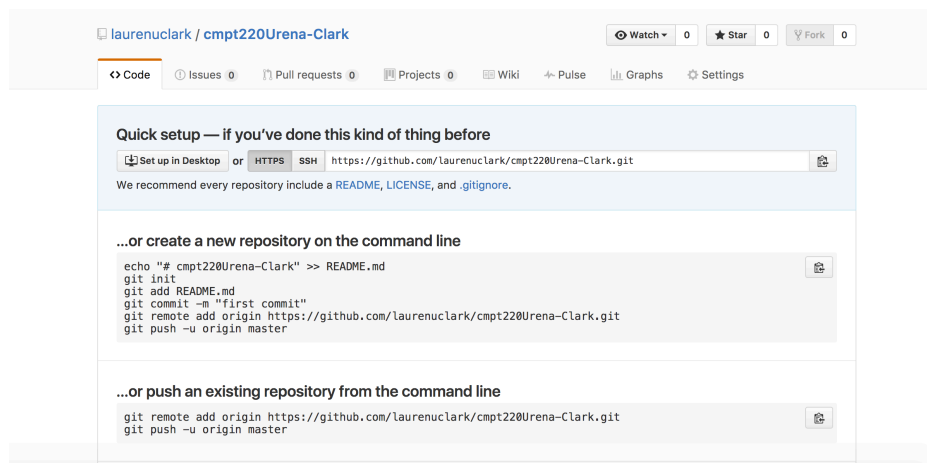 laurenuclark / cmpt220Urena-Clark
Watch 0 Star 0 Fork 0
Code Issues 0 Pull requests 0 Projects 0 Wiki Pulse Graphs Settings
Quick setup — if you've done this kind of thing before
Set up in Desktop or HTTPS SSH https://github.com/laurenuclark/cmpt220Urena-Clark.git
We recommend every repository include a README, LICENSE, and .gitignore.
...or create a new repository on the command line
echo "# cmpt220Urena-Clark" >> README.md
git init
git add README.md
git commit -m "first commit"
git remote add origin https://github.com/laurenuclark/cmpt220Urena-Clark.git
git push -u origin master
...or push an existing repository from the command line
git remote add origin https://github.com/laurenuclark/cmpt220Urena-Clark.git
git push -u origin master